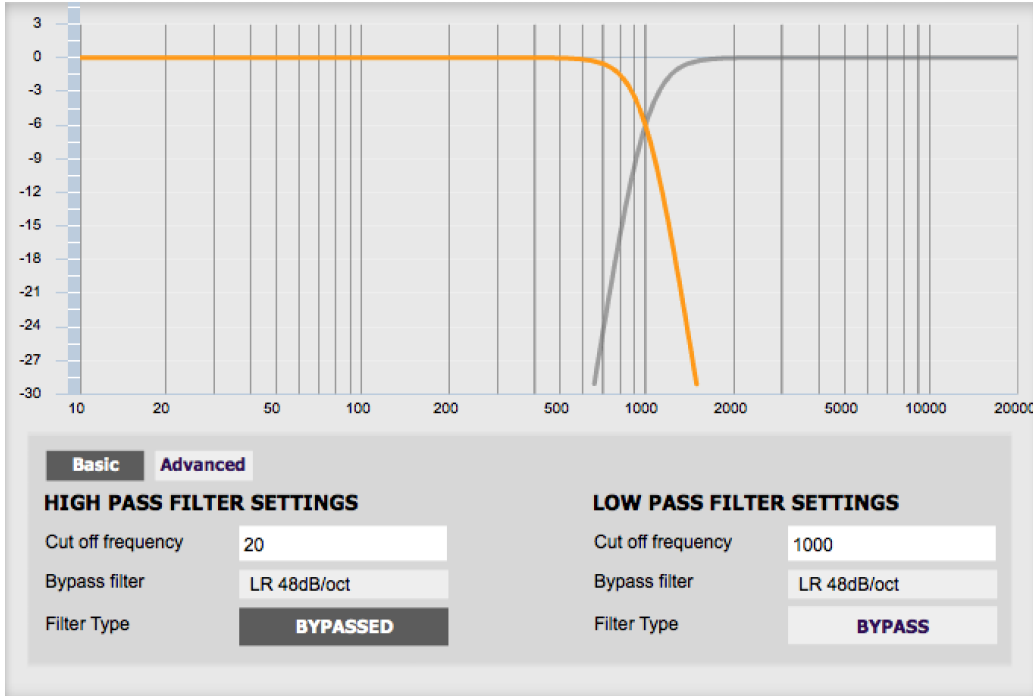 3
0
-3
-6
-9
-12
-15
-18
-21
-24
-27
-30
10 20 50 100 200 500 1000 2000 5000 10000 20000
Basic Advanced
HIGH PASS FILTER SETTINGS LOW PASS FILTER SETTINGS
Cut off frequency 20 Cut off frequency 1000
Bypass filter LR 48dB/oct Bypass filter LR 48dB/oct
Filter Type BYPASSED Filter Type BYPASS